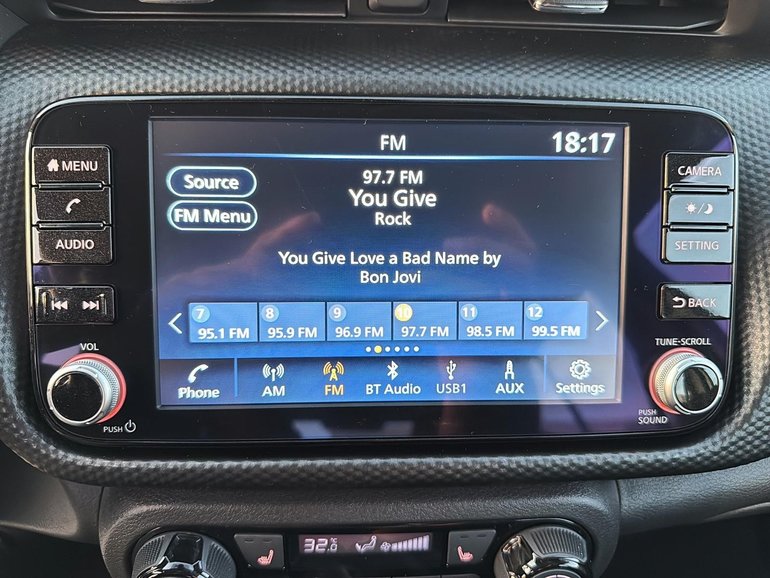 FM
18:17
MENU
AUDIO
VOL
PUSH
Source
FM Menu
97.7 FM
You Give
Rock
You Give Love a Bad Name by
Bon Jovi
7 8 9 10 11 12
95.1 FM 95.9 FM 96.9 FM 97.7 FM 98.5 FM 99.5 FM
Phone AM FM BT Audio USB1 AUX Settings
CAMERA
SETTING
BACK
TUNE-SCROLL
PUSH
SOUND